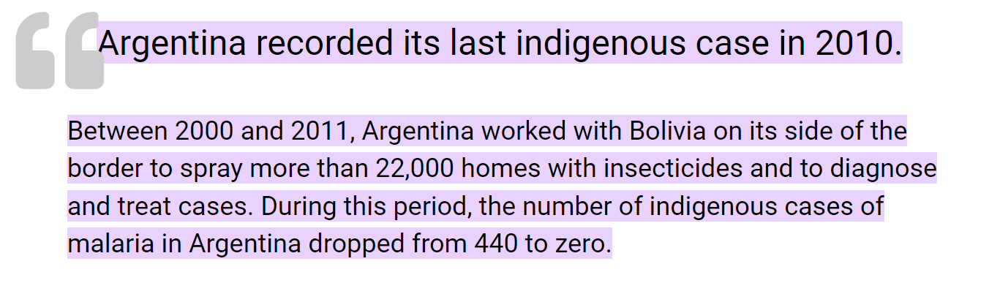 Argentina recorded its last indigenous case in 2010.
Between 2000 and 2011, Argentina worked with Bolivia on its side of the
border to spray more than 22,000 homes with insecticides and to diagnose
and treat cases. During this period, the number of indigenous cases of
malaria in Argentina dropped from 440 to zero.